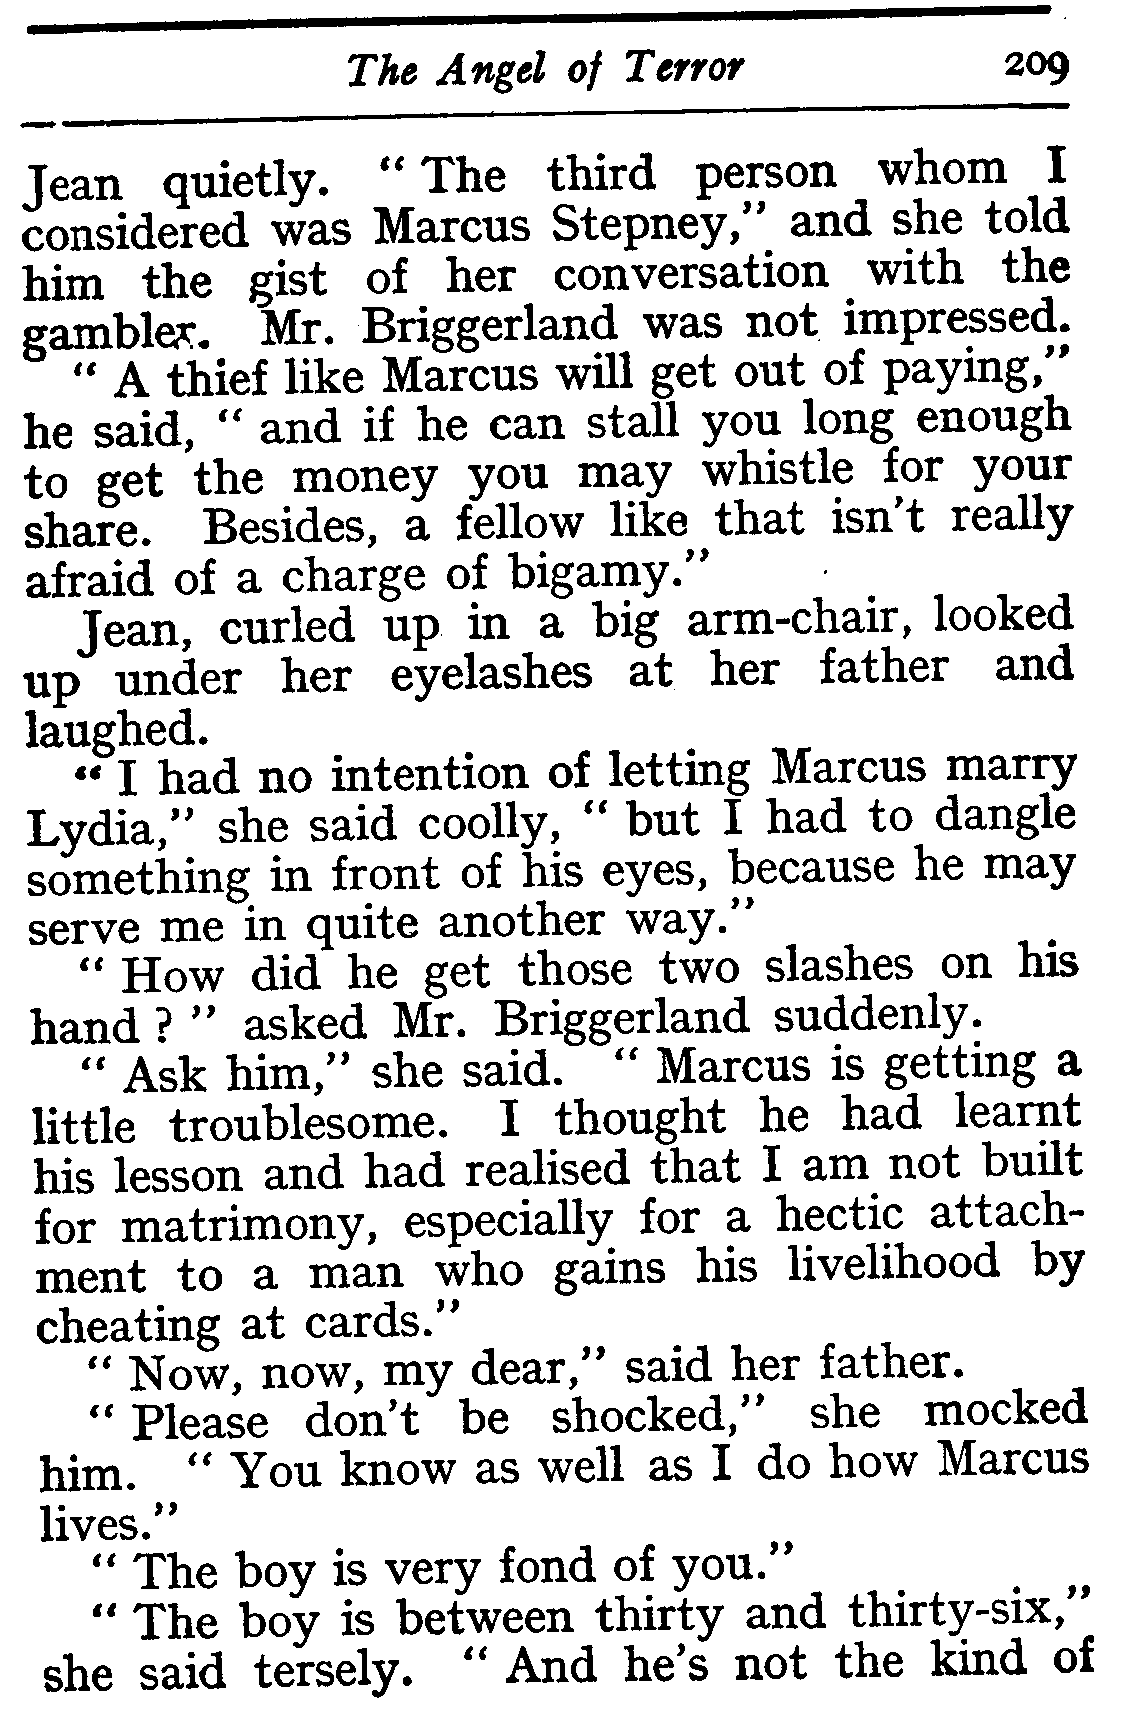 The Angel of Terror 209
Jean quietly. “ The third person whom I
considered was Marcus Stepney,” and she told
him the gist of her conversation with the
gambler. Mr. Briggerland was not impressed.
“ A thief like Marcus will get out of paying,”
he said, “ and if he can stall you long enough
to get the money you may whistle for your
share. Besides, a fellow like that isn't really
afraid of a charge of bigamy.”
Jean, curled up in a big arm-chair, looked
up under her eyelashes at her father and
laughed.
“ I had no intention of letting Marcus marry
Lydia,” she said coolly, “ but I had to dangle
something in front of his eyes, because he may
serve me in quite another way.”
“ How did he get those two slashes on his
hand ? ” asked Mr. Briggerland suddenly.
“ Ask him,” she said. “ Marcus is getting a
little troublesome. I thought he had learnt
his lesson and had realised that I am not built
for matrimony, especially for a hectic attach-
ment to a man who gains his livelihood by
cheating at cards.”
“ Now, now, my dear,” said her father.
“ Please don't be shocked,” she mocked
him. “ You know as well as I do how Marcus
lives.”
“ The boy is very fond of you.”
“ The boy is between thirty and thirty-six,”
she said tersely. “ And he's not the kind of